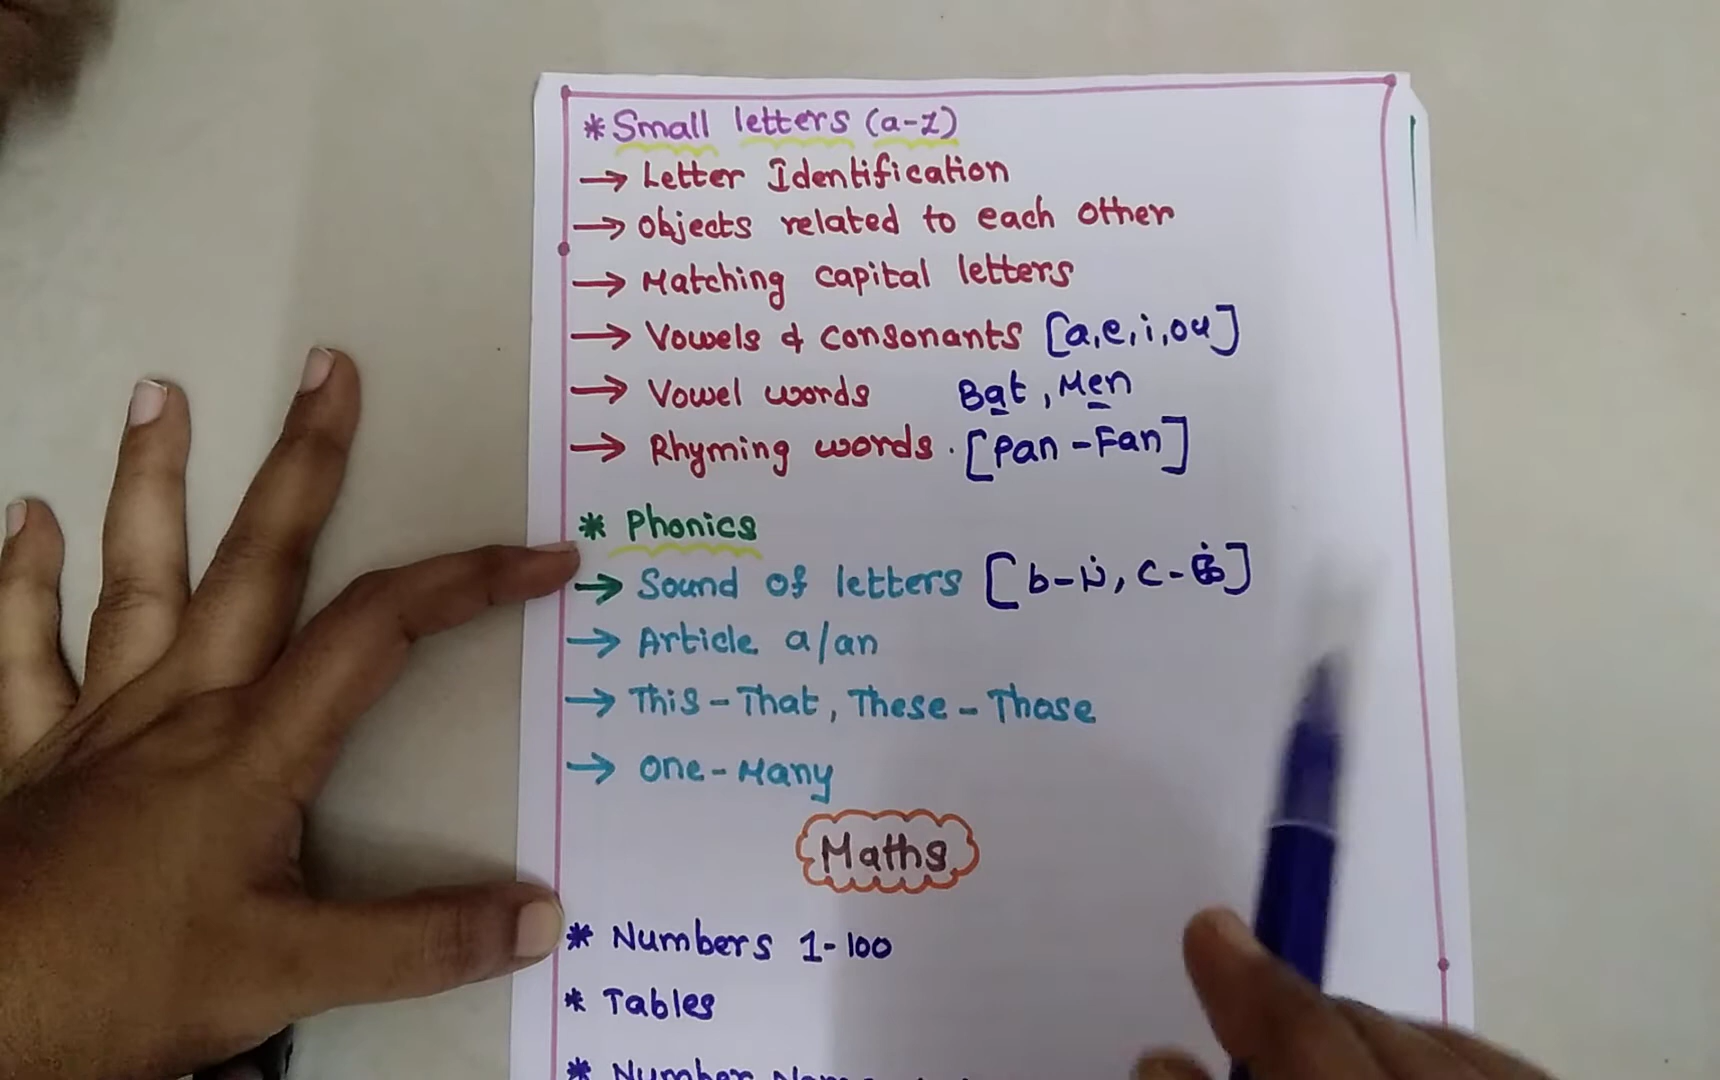 * Small letters (a-z)
→ Letter Identification
→ Objects related to each other
→ Matching capital letters
→ Vowels & consonants [a,e,i,ou]
→ Vowel words Bat, Men
→ Rhyming words. [Pan - Fan]
* Phonics
→ Sound of letters [b-ப், c-க்]
→ Article a/an
→ This - That, These - Those
→ One - Many
Maths
* Numbers 1-100
* Tables
* Number